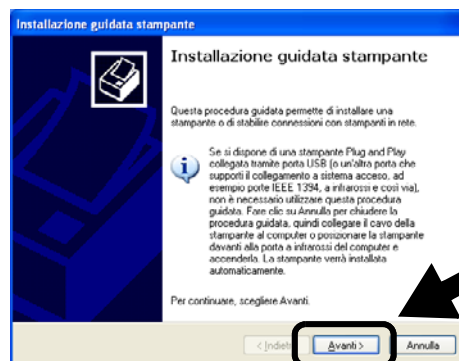 Installazione guidata stampante
Installazione guidata stampante
Questa procedura guidata permette di installare una
stampante o di stabilire connessioni con stampanti in rete.
Se si dispone di una stampante Plug and Play
collegata tramite porta USB (o un'altra porta che
supporti il collegamento a sistema acceso, ad
esempio porte IEEE 1394, a infrarossi e così via),
non è necessario utilizzare questa procedura
guidata. Fare clic su Annulla per chiudere la
procedura guidata, quindi collegare il cavo della
stampante al computer o posizionare la stampante
davanti alla porta a infrarossi del computer e
accenderla. La stampante verrà installata
automaticamente.
Per continuare, scegliere Avanti.
Avanti > Annulla